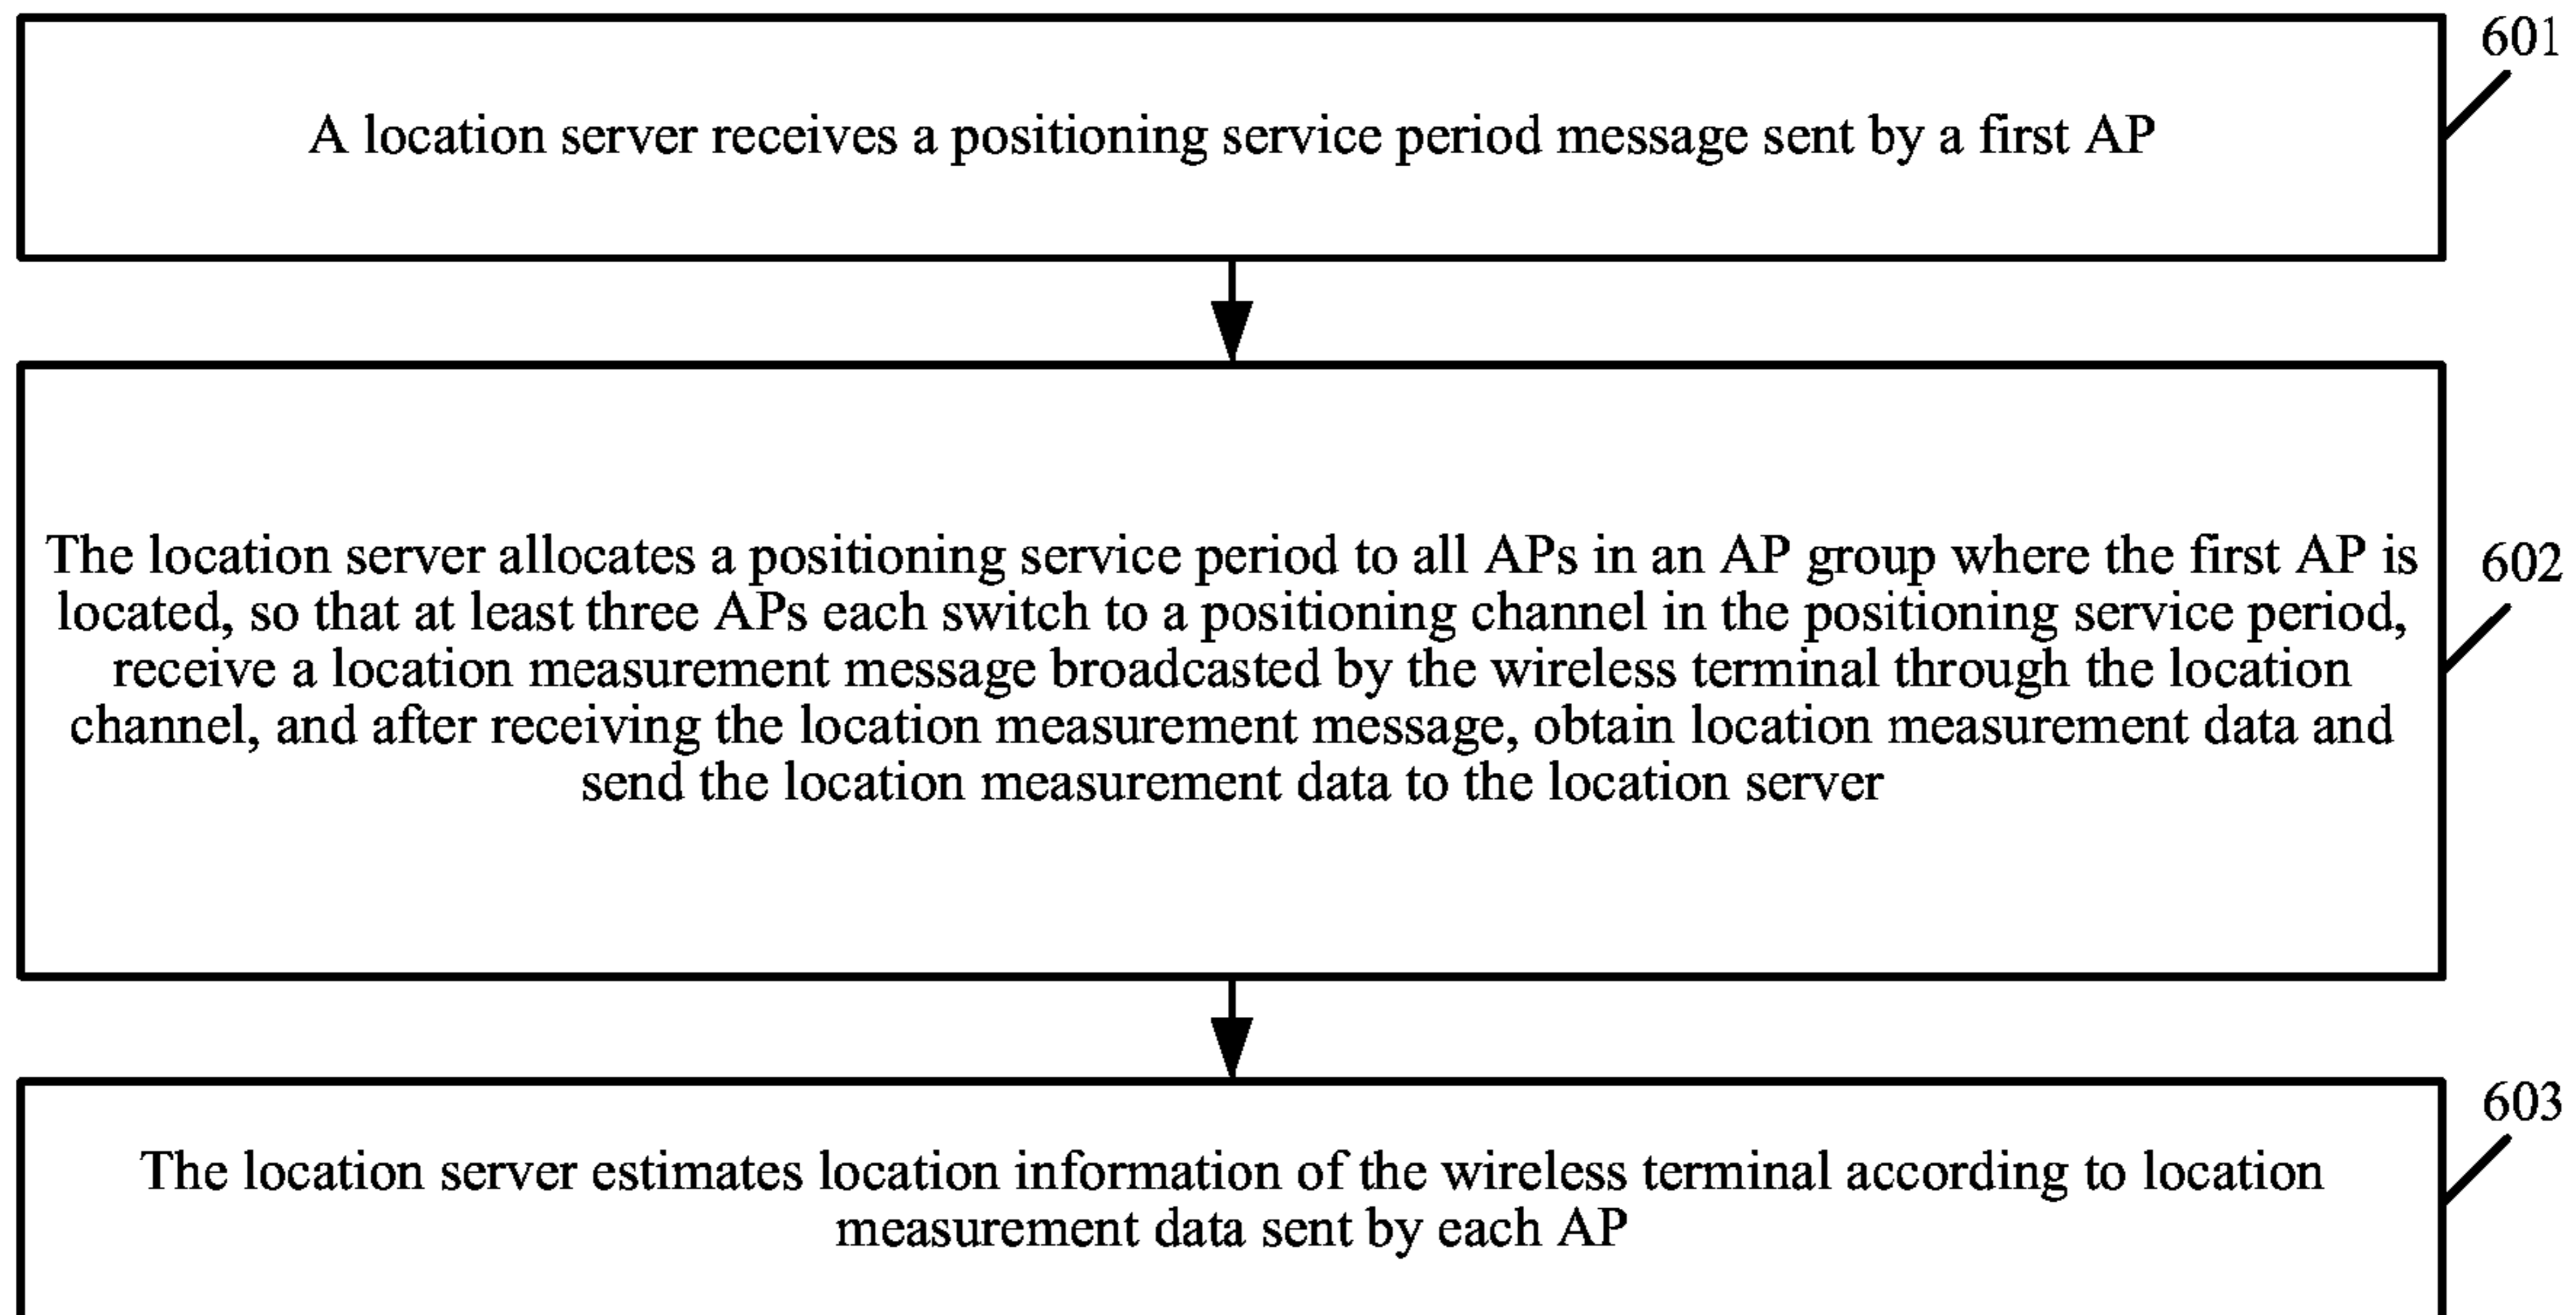 601
A location server receives a positioning service period message sent by a first AP
The location server allocates a positioning service period to all APs in an AP group where the first AP is
located, so that at least three APs each switch to a positioning channel in the positioning service period,
receive a location measurement message broadcasted by the wireless terminal through the location
channel, and after receiving the location measurement message, obtain location measurement data and
send the location measurement data to the location server
602
603
The location server estimates location information of the wireless terminal according to location
measurement data sent by each AP